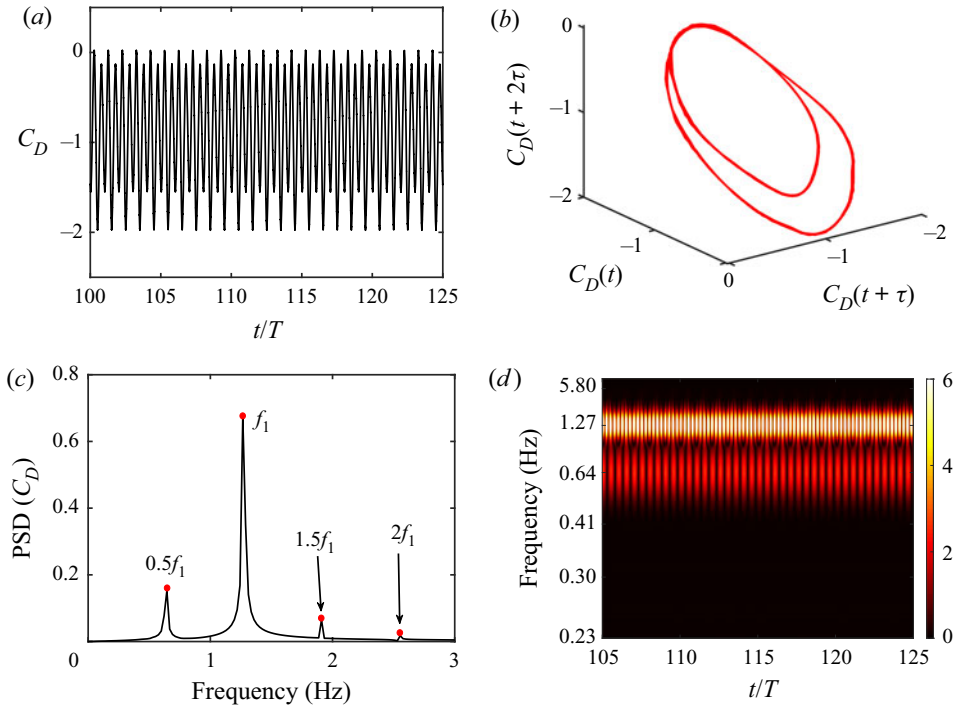 (a)
0
−1
−2
C_D
100 105 110 115 120 125
t/T
(b)
0
−1
−2
C_D(t + 2τ)
−1
0
−1
−2
C_D(t)
C_D(t + τ)
(c)
0.8
0.6
0.4
0.2
0 1 2 3
PSD (C_D)
Frequency (Hz)
f_1
0.5f_1
1.5f_1
2f_1
(d)
5.80
1.27
0.64
0.41
0.30
0.23
Frequency (Hz)
105 110 115 120 125
t/T
6
4
2
0